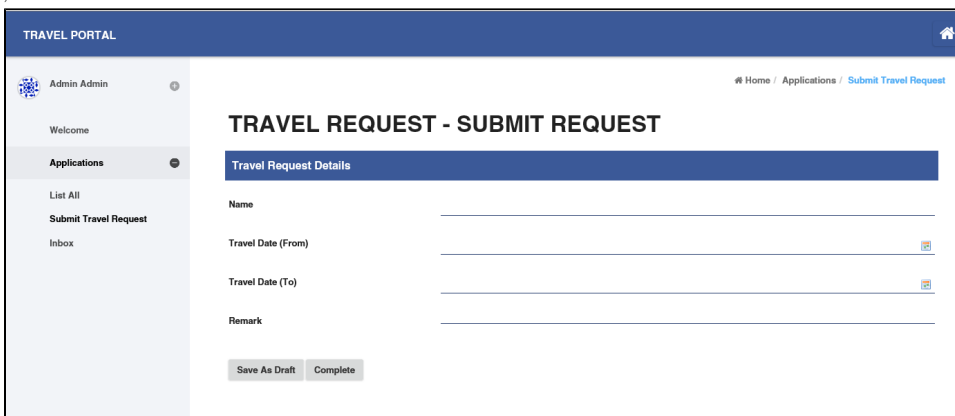 TRAVEL PORTAL
Admin Admin
Home / Applications / Submit Travel Request
Welcome
Applications
List All
Submit Travel Request
Inbox
TRAVEL REQUEST - SUBMIT REQUEST
Travel Request Details
Name
Travel Date (From)
Travel Date (To)
Remark
Save As Draft Complete